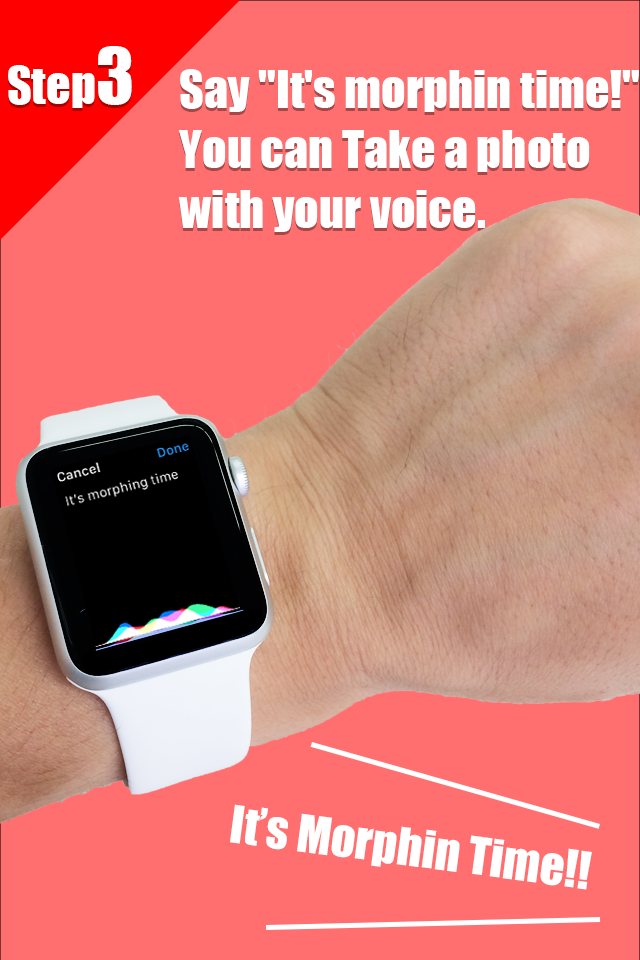 Step3
Say "It's morphin time!"
You can Take a photo
with your voice.
Cancel Done
It's morphing time
It's Morphin Time!!